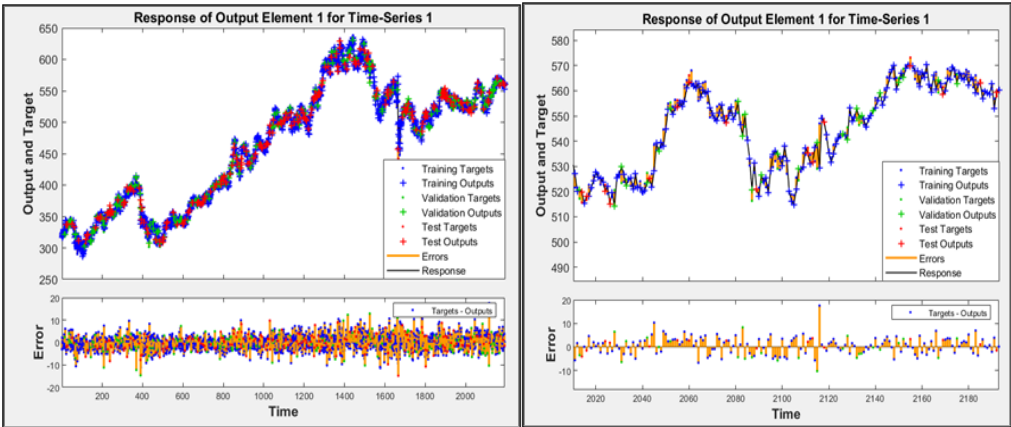 Response of Output Element 1 for Time-Series 1
Output and Target
650
600
550
500
450
400
350
300
250
Training Targets
Training Outputs
Validation Targets
Validation Outputs
Test Targets
Test Outputs
Errors
Response
Error
20
10
0
-10
-20
Targets - Outputs
200
400
600
800
1000
1200
1400
1600
1800
2000
Time
Response of Output Element 1 for Time-Series 1
Output and Target
580
570
560
550
540
530
520
510
500
490
Training Targets
Training Outputs
Validation Targets
Validation Outputs
Test Targets
Test Outputs
Errors
Response
Error
20
10
0
-10
Targets - Outputs
2020
2040
2060
2080
2100
2120
2140
2160
2180
Time